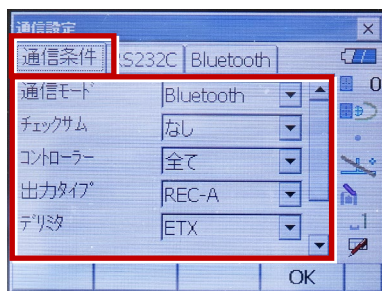 通信設定
通信条件 RS232C Bluetooth
0
通信モード Bluetooth
チェックサム なし
コントローラー 全て
出力タイプ REC-A
デリミタ ETX
1
OK